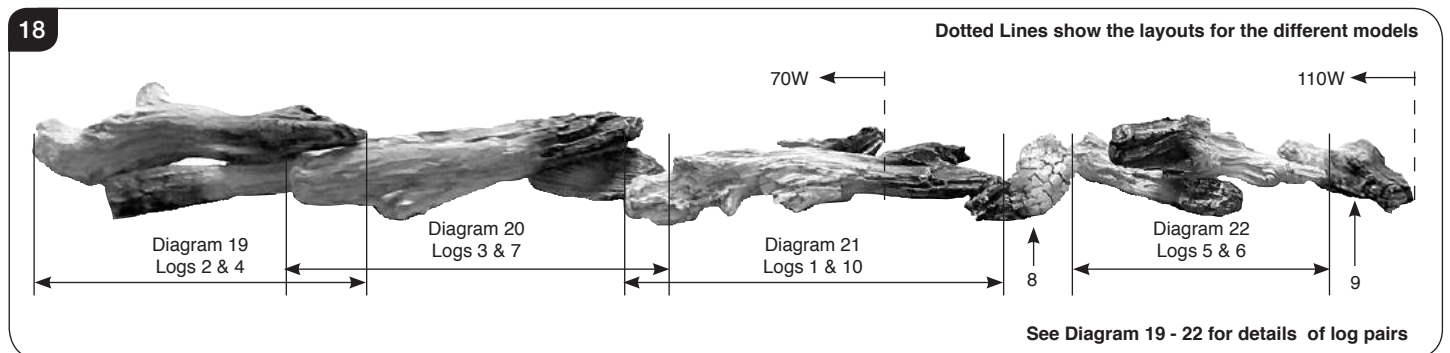 18
Dotted Lines show the layouts for the different models
70W
110W
Diagram 19
Logs 2 & 4
Diagram 20
Logs 3 & 7
Diagram 21
Logs 1 & 10
8
Diagram 22
Logs 5 & 6
9
See Diagram 19 - 22 for details of log pairs